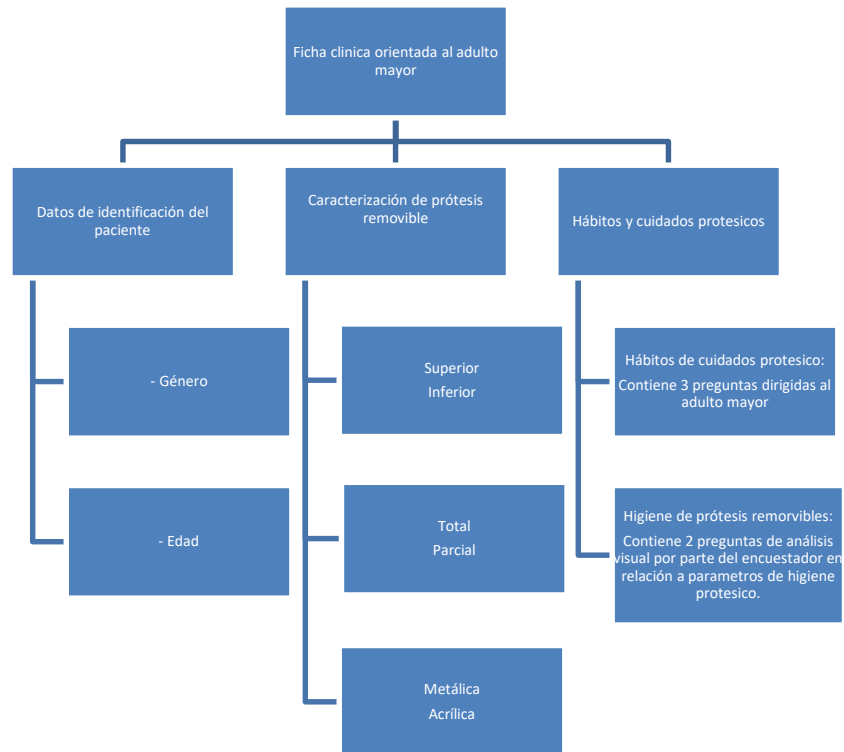 Ficha clinica orientada al adulto
mayor
Datos de identificación del
paciente
- Género
- Edad
Caracterización de prótesis
removible
Superior
Inferior
Total
Parcial
Metálica
Acrílica
Hábitos y cuidados protesicos
Hábitos de cuidados protesico:
Contiene 3 preguntas dirigidas al
adulto mayor
Higiene de prótesis remorvibles:
Contiene 2 preguntas de análisis
visual por parte del encuestador en
relación a parametros de higiene
protesico.